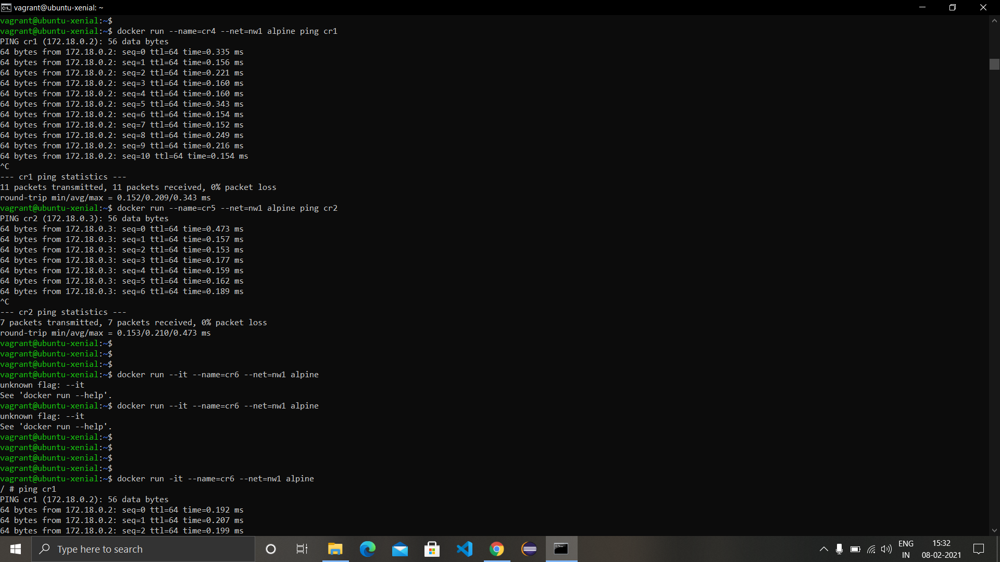 vagrant@ubuntu-xenial: ~
vagrant@ubuntu-xenial:~$
vagrant@ubuntu-xenial:~$ docker run --name=cr4 --net=nw1 alpine ping cr1
PING cr1 (172.18.0.2): 56 data bytes
64 bytes from 172.18.0.2: seq=0 ttl=64 time=0.335 ms
64 bytes from 172.18.0.2: seq=1 ttl=64 time=0.156 ms
64 bytes from 172.18.0.2: seq=2 ttl=64 time=0.221 ms
64 bytes from 172.18.0.2: seq=3 ttl=64 time=0.160 ms
64 bytes from 172.18.0.2: seq=4 ttl=64 time=0.160 ms
64 bytes from 172.18.0.2: seq=5 ttl=64 time=0.343 ms
64 bytes from 172.18.0.2: seq=6 ttl=64 time=0.154 ms
64 bytes from 172.18.0.2: seq=7 ttl=64 time=0.152 ms
64 bytes from 172.18.0.2: seq=8 ttl=64 time=0.249 ms
64 bytes from 172.18.0.2: seq=9 ttl=64 time=0.216 ms
64 bytes from 172.18.0.2: seq=10 ttl=64 time=0.154 ms
^C
--- cr1 ping statistics ---
11 packets transmitted, 11 packets received, 0% packet loss
round-trip min/avg/max = 0.152/0.209/0.343 ms
vagrant@ubuntu-xenial:~$ docker run --name=cr5 --net=nw1 alpine ping cr2
PING cr2 (172.18.0.3): 56 data bytes
64 bytes from 172.18.0.3: seq=0 ttl=64 time=0.473 ms
64 bytes from 172.18.0.3: seq=1 ttl=64 time=0.157 ms
64 bytes from 172.18.0.3: seq=2 ttl=64 time=0.153 ms
64 bytes from 172.18.0.3: seq=3 ttl=64 time=0.177 ms
64 bytes from 172.18.0.3: seq=4 ttl=64 time=0.159 ms
64 bytes from 172.18.0.3: seq=5 ttl=64 time=0.162 ms
64 bytes from 172.18.0.3: seq=6 ttl=64 time=0.189 ms
^C
--- cr2 ping statistics ---
7 packets transmitted, 7 packets received, 0% packet loss
round-trip min/avg/max = 0.153/0.210/0.473 ms
vagrant@ubuntu-xenial:~$
vagrant@ubuntu-xenial:~$
vagrant@ubuntu-xenial:~$
vagrant@ubuntu-xenial:~$ docker run --it --name=cr6 --net=nw1 alpine
unknown flag: --it
See 'docker run --help'.
vagrant@ubuntu-xenial:~$ docker run --it --name=cr6 --net=nw1 alpine
unknown flag: --it
See 'docker run --help'.
vagrant@ubuntu-xenial:~$
vagrant@ubuntu-xenial:~$
vagrant@ubuntu-xenial:~$
vagrant@ubuntu-xenial:~$
vagrant@ubuntu-xenial:~$ docker run -it --name=cr6 --net=nw1 alpine
/ # ping cr1
PING cr1 (172.18.0.2): 56 data bytes
64 bytes from 172.18.0.2: seq=0 ttl=64 time=0.192 ms
64 bytes from 172.18.0.2: seq=1 ttl=64 time=0.207 ms
64 bytes from 172.18.0.2: seq=2 ttl=64 time=0.199 ms
Type here to search
ENG
IN
15:32
08-02-2021